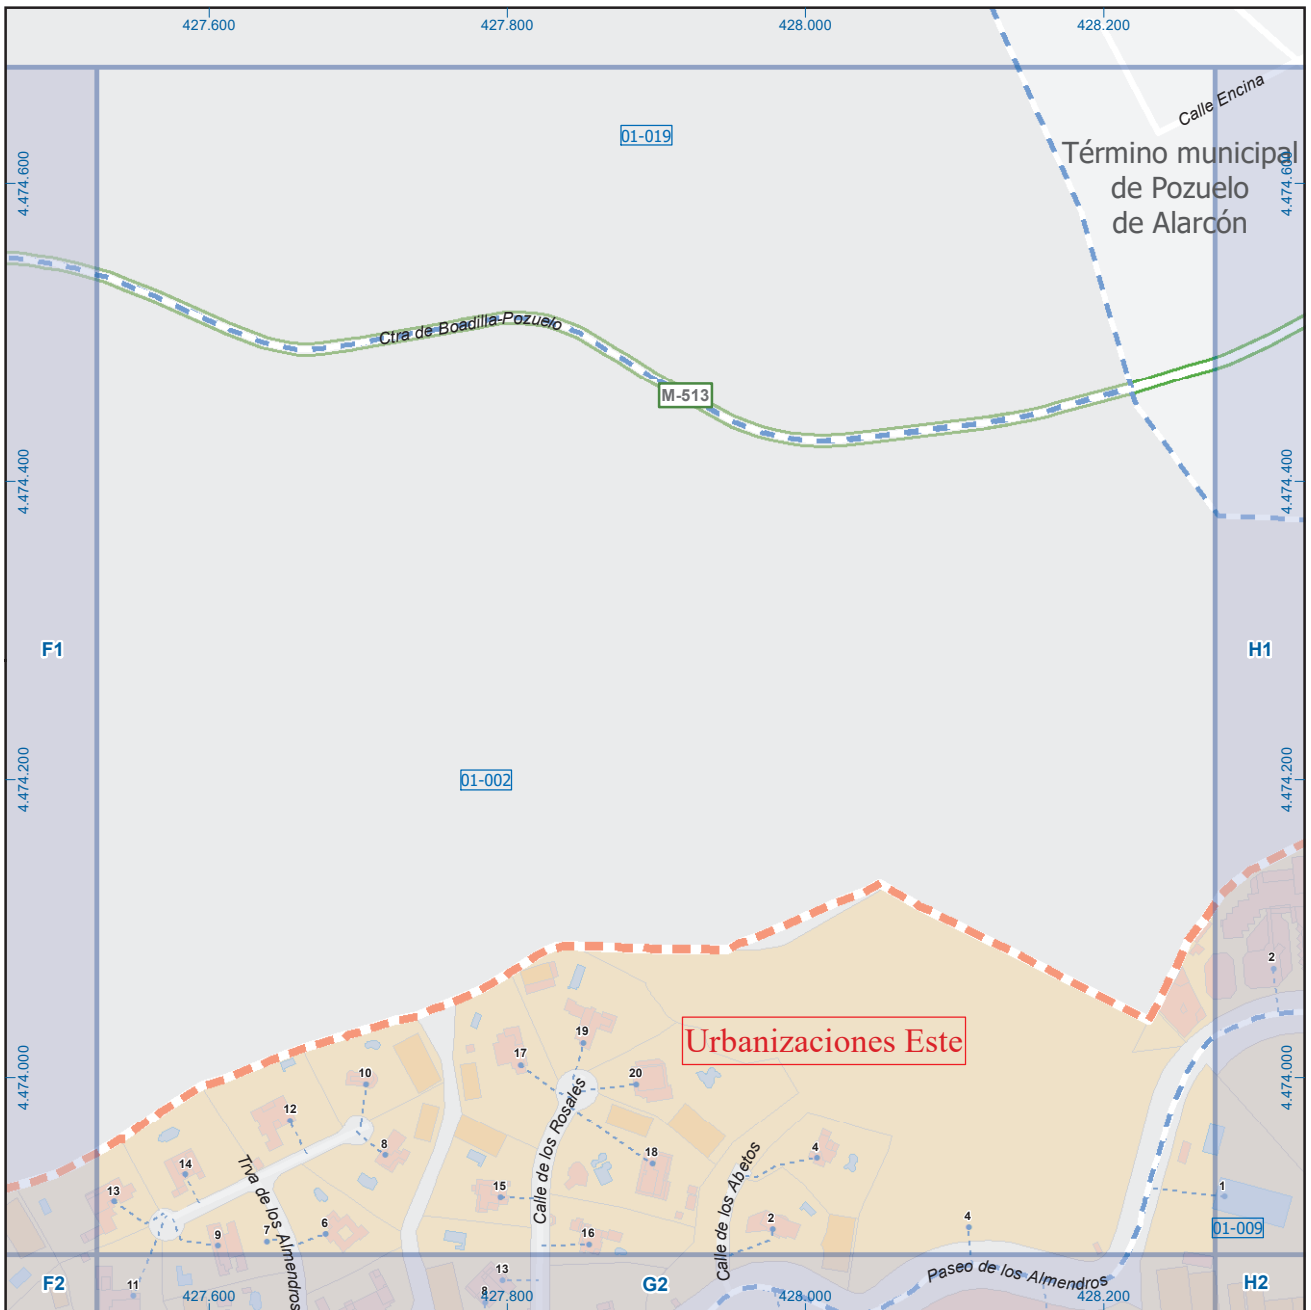 427.600
427.800
428.000
428.200
Calle Encina
01-019
Término municipal
de Pozuelo
de Alarcón
4.474.600
4.474.600
Ctra de Boadilla-Pozuelo
M-513
4.474.400
4.474.400
F1
H1
01-002
4.474.200
4.474.200
2
Urbanizaciones Este
19
17
20
10
4.474.000
4.474.000
12
8
18
4
14
13
15
1
Trva de los Almendros
Calle de los Rosales
Calle de los Abetos
6
7
9
16
2
4
01-009
F2
11
13
8
G2
Paseo de los Almendros
H2
427.600
427.800
428.000
428.200